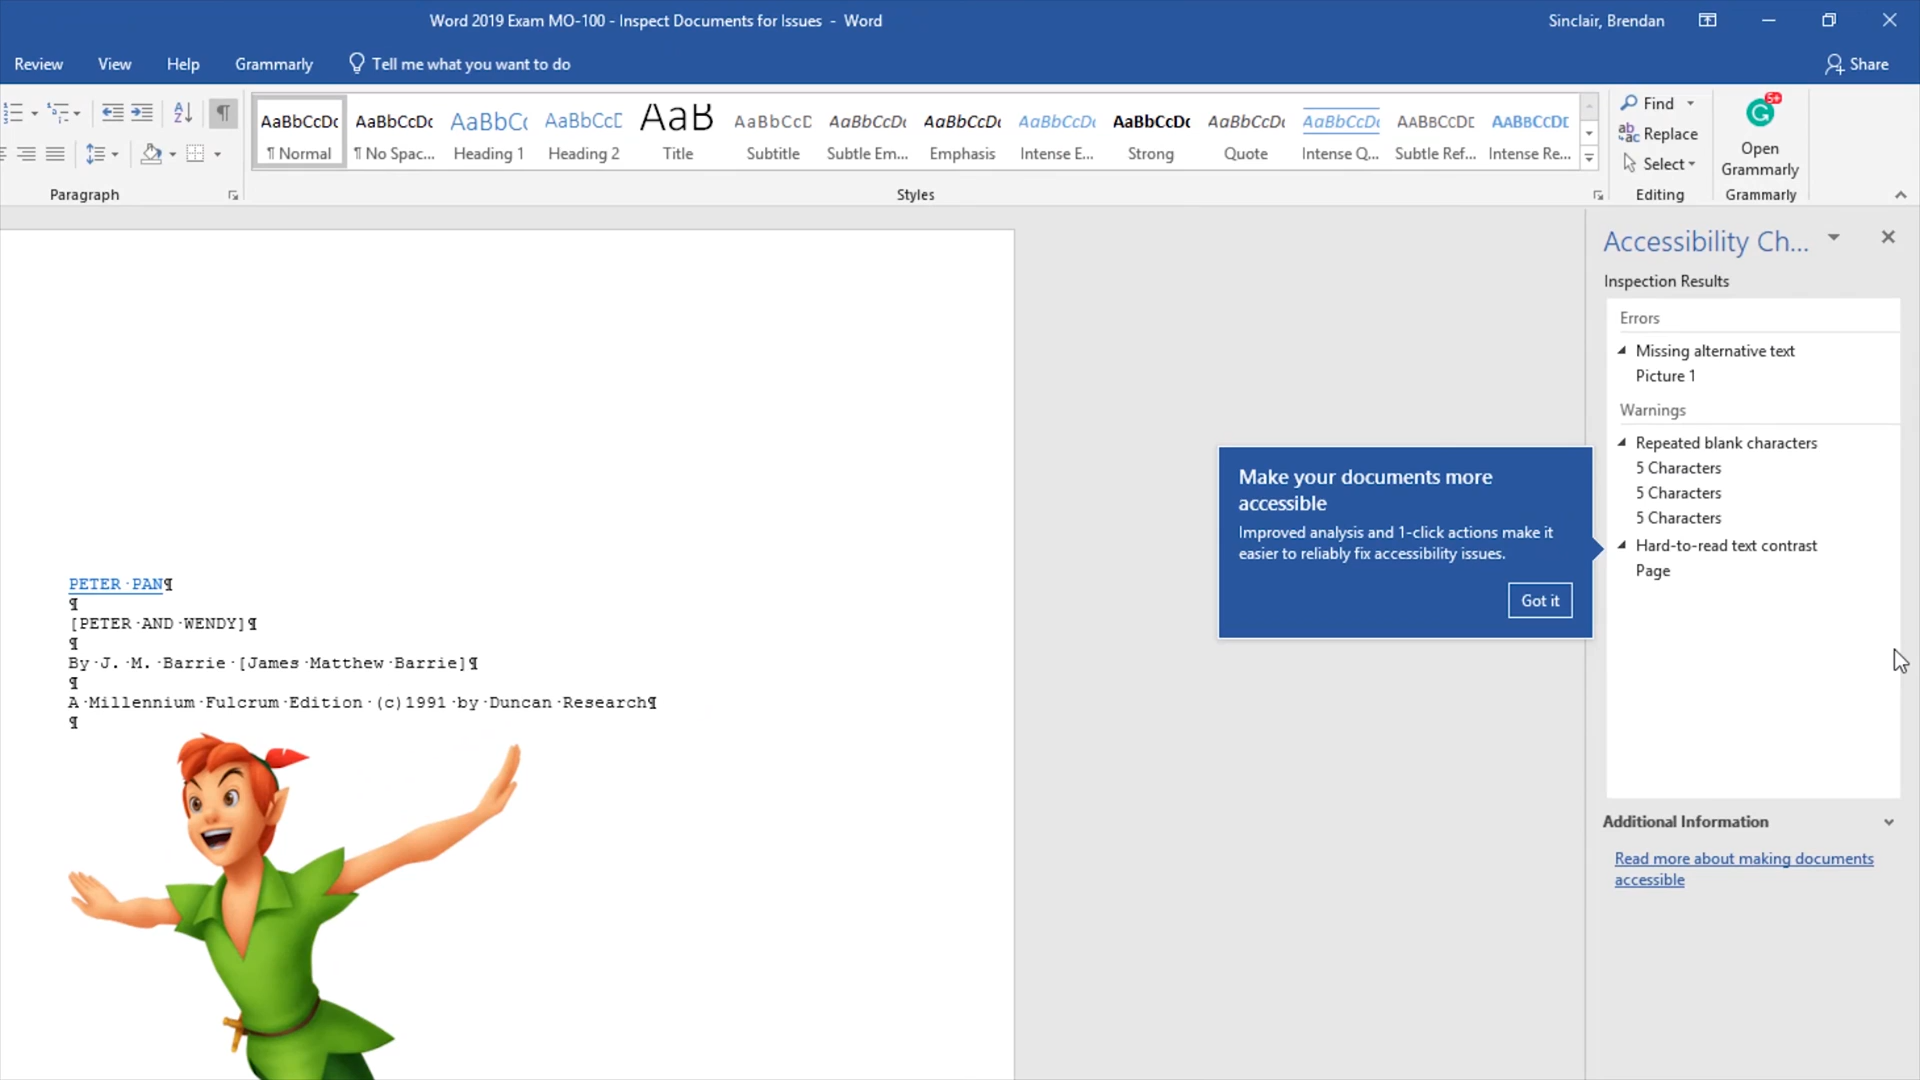 Word 2019 Exam MO-100 - Inspect Documents for Issues - Word
Sinclair, Brendan
Review
View
Help
Grammarly
Tell me what you want to do
Share
AaBbCcDc
¶ Normal
AaBbCcDc
¶ No Spac...
AaBbCc
Heading 1
AaBbCcD
Heading 2
AaB
Title
AaBbCcD
Subtitle
AaBbCcDc
Subtle Em...
AaBbCcDc
Emphasis
AaBbCcDc
Intense E...
AaBbCcDc
Strong
AaBbCcDc
Quote
AaBbCcDc
Intense Q...
AABBCCDE
Subtle Ref...
AABBCCDE
Intense Re...
Find
Replace
Select
Open
Grammarly
5+
Paragraph
Styles
Editing
Grammarly
Accessibility Ch...
Inspection Results
Errors
Missing alternative text
Picture 1
Warnings
Repeated blank characters
5 Characters
5 Characters
5 Characters
Hard-to-read text contrast
Page
Make your documents more
accessible
Improved analysis and 1-click actions make it
easier to reliably fix accessibility issues.
Got it
PETER·PAN¶
¶
[PETER·AND·WENDY]¶
¶
By·J.·M.·Barrie·[James·Matthew·Barrie]¶
¶
A·Millennium·Fulcrum·Edition·(c)1991·by·Duncan·Research¶
¶
Additional Information
Read more about making documents
accessible